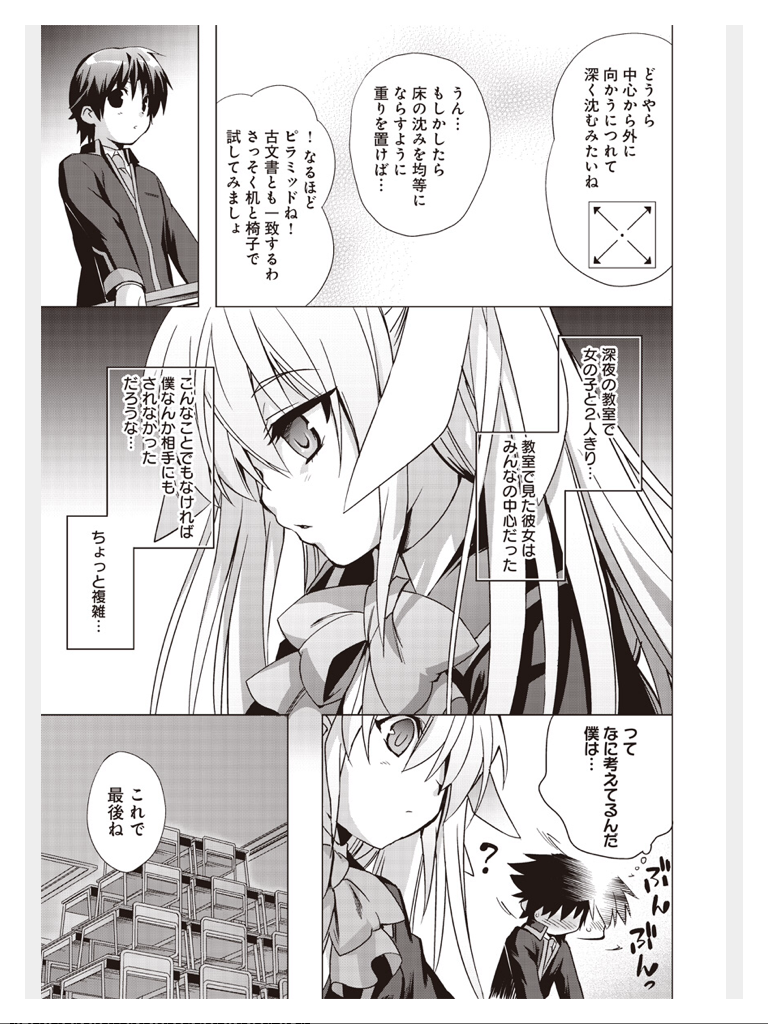 どうやら
中心から外に
向かうにつれて
深く沈むみたいね
うん…
もしかしたら
床の沈みを均等に
ならすように
重りを置けば…
！なるほど
ピラミッドね！
古文書とも一致するわ
さっそく机と椅子で
試してみましょ
深夜の教室で
女の子と２人きり…
教室で見た彼女は
みんなの中心だった
こんなことでもなければ
僕なんか相手にも
されなかった
だろうな…
ちょっと複雑…
って
なに考えてるんだ
僕は…
ぶんぶんっ
？
これで
最後ね